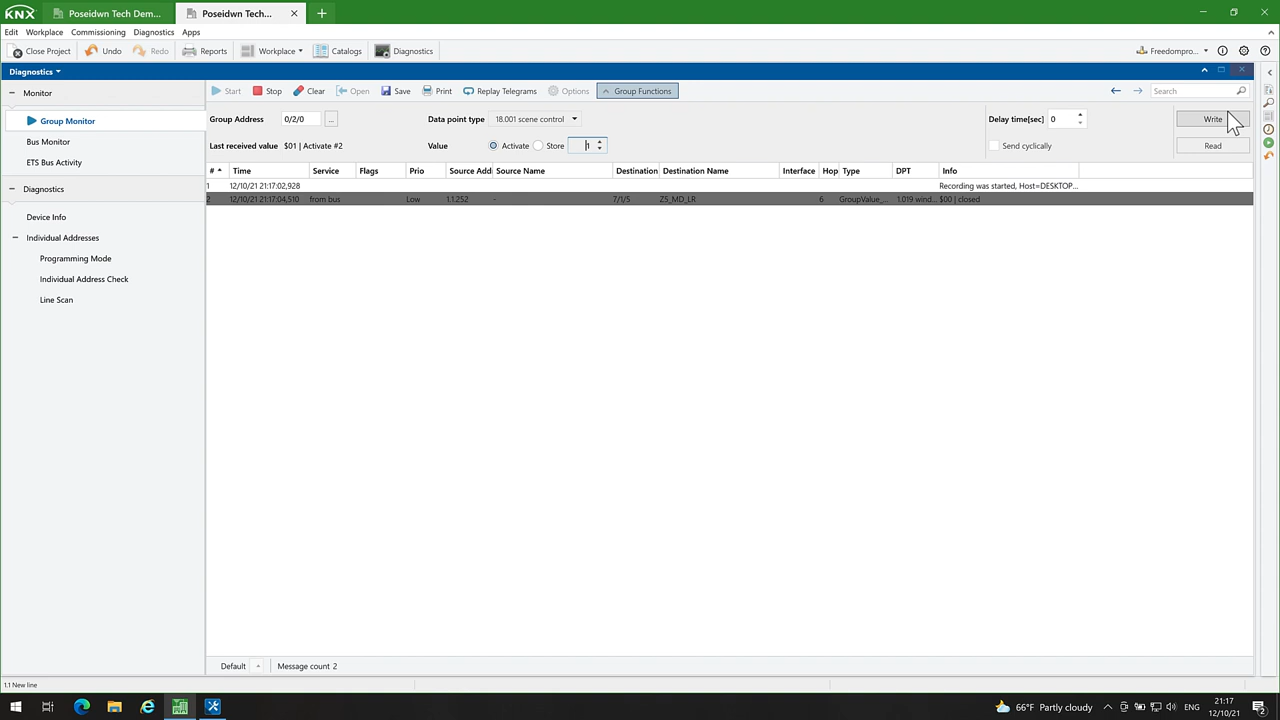 KNX Poseidwn Tech Dem... Poseidwn Tech...
Edit Workplace Commissioning Diagnostics Apps
Close Project Undo Redo Reports Workplace Catalogs Diagnostics Freedompro...
Diagnostics
Monitor
Group Monitor
Bus Monitor
ETS Bus Activity
Diagnostics
Device Info
Individual Addresses
Programming Mode
Individual Address Check
Line Scan
Start Stop Clear Open Save Print Replay Telegrams Options Group Functions Search
Group Address 0/2/0 ... Data point type 18.001 scene control Delay time[sec] 0 Write
Last received value $01 | Activate #2 Value Activate Store 1 Send cyclically Read
# Time Service Flags Prio Source Addr Source Name Destination Destination Name Interface Hop Type DPT Info
1 12/10/21 21:17:02,928 Recording was started, Host=DESKTOP...
2 12/10/21 21:17:04,510 from bus Low 1.1.252 - 7/1/5 Z5_MD_LR 6 GroupValue_... 1.019 wind... $00 | closed
Default Message count 2
1.1 New line
66°F Partly cloudy ENG 21:17
12/10/21